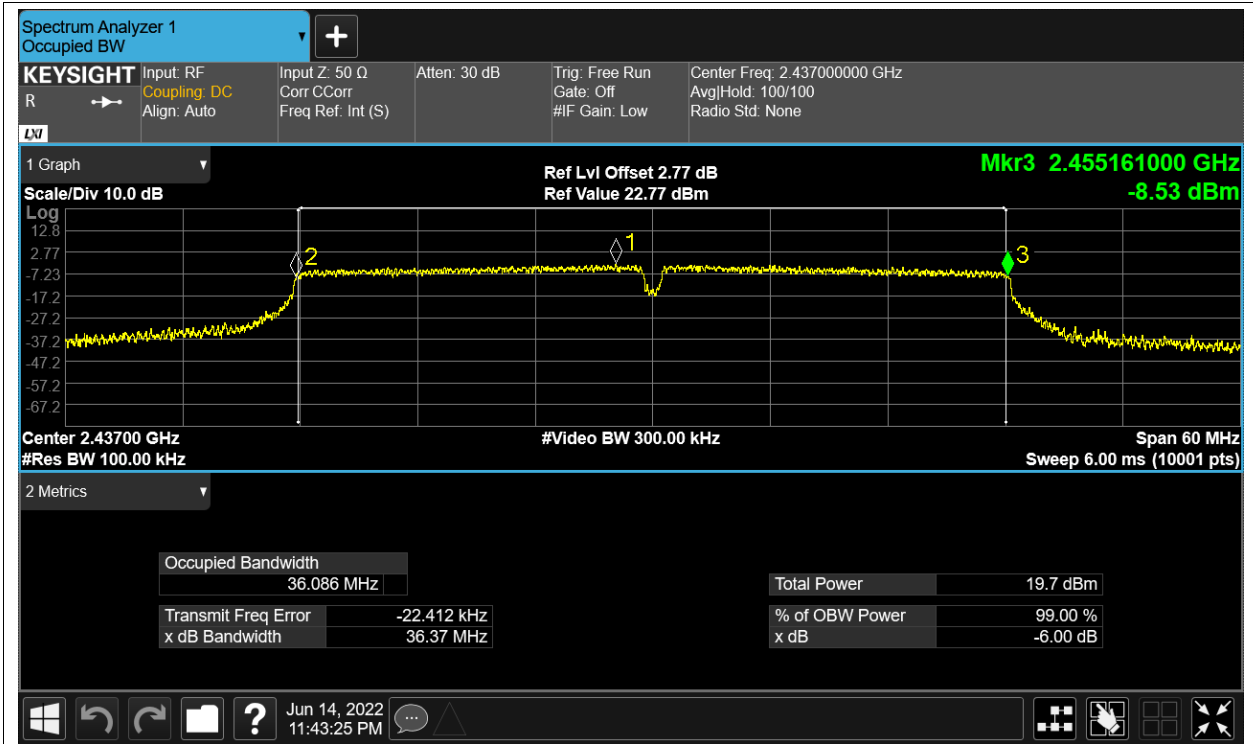 Spectrum Analyzer 1
Occupied BW
KEYSIGHT
R
LXI
Input: RF
Coupling: DC
Align: Auto
Input Z: 50 Ω
Corr CCorr
Freq Ref: Int (S)
Atten: 30 dB
Trig: Free Run
Gate: Off
#IF Gain: Low
Center Freq: 2.437000000 GHz
Avg|Hold: 100/100
Radio Std: None
1 Graph
Scale/Div 10.0 dB
Ref Lvl Offset 2.77 dB
Ref Value 22.77 dBm
Mkr3 2.455161000 GHz
-8.53 dBm
Log
12.8
2.77
-7.23
-17.2
-27.2
-37.2
-47.2
-57.2
-67.2
2
1
3
Center 2.43700 GHz
#Res BW 100.00 kHz
#Video BW 300.00 kHz
Span 60 MHz
Sweep 6.00 ms (10001 pts)
2 Metrics
Occupied Bandwidth
36.086 MHz
Transmit Freq Error -22.412 kHz
x dB Bandwidth 36.37 MHz
Total Power 19.7 dBm
% of OBW Power 99.00 %
x dB -6.00 dB
Jun 14, 2022
11:43:25 PM